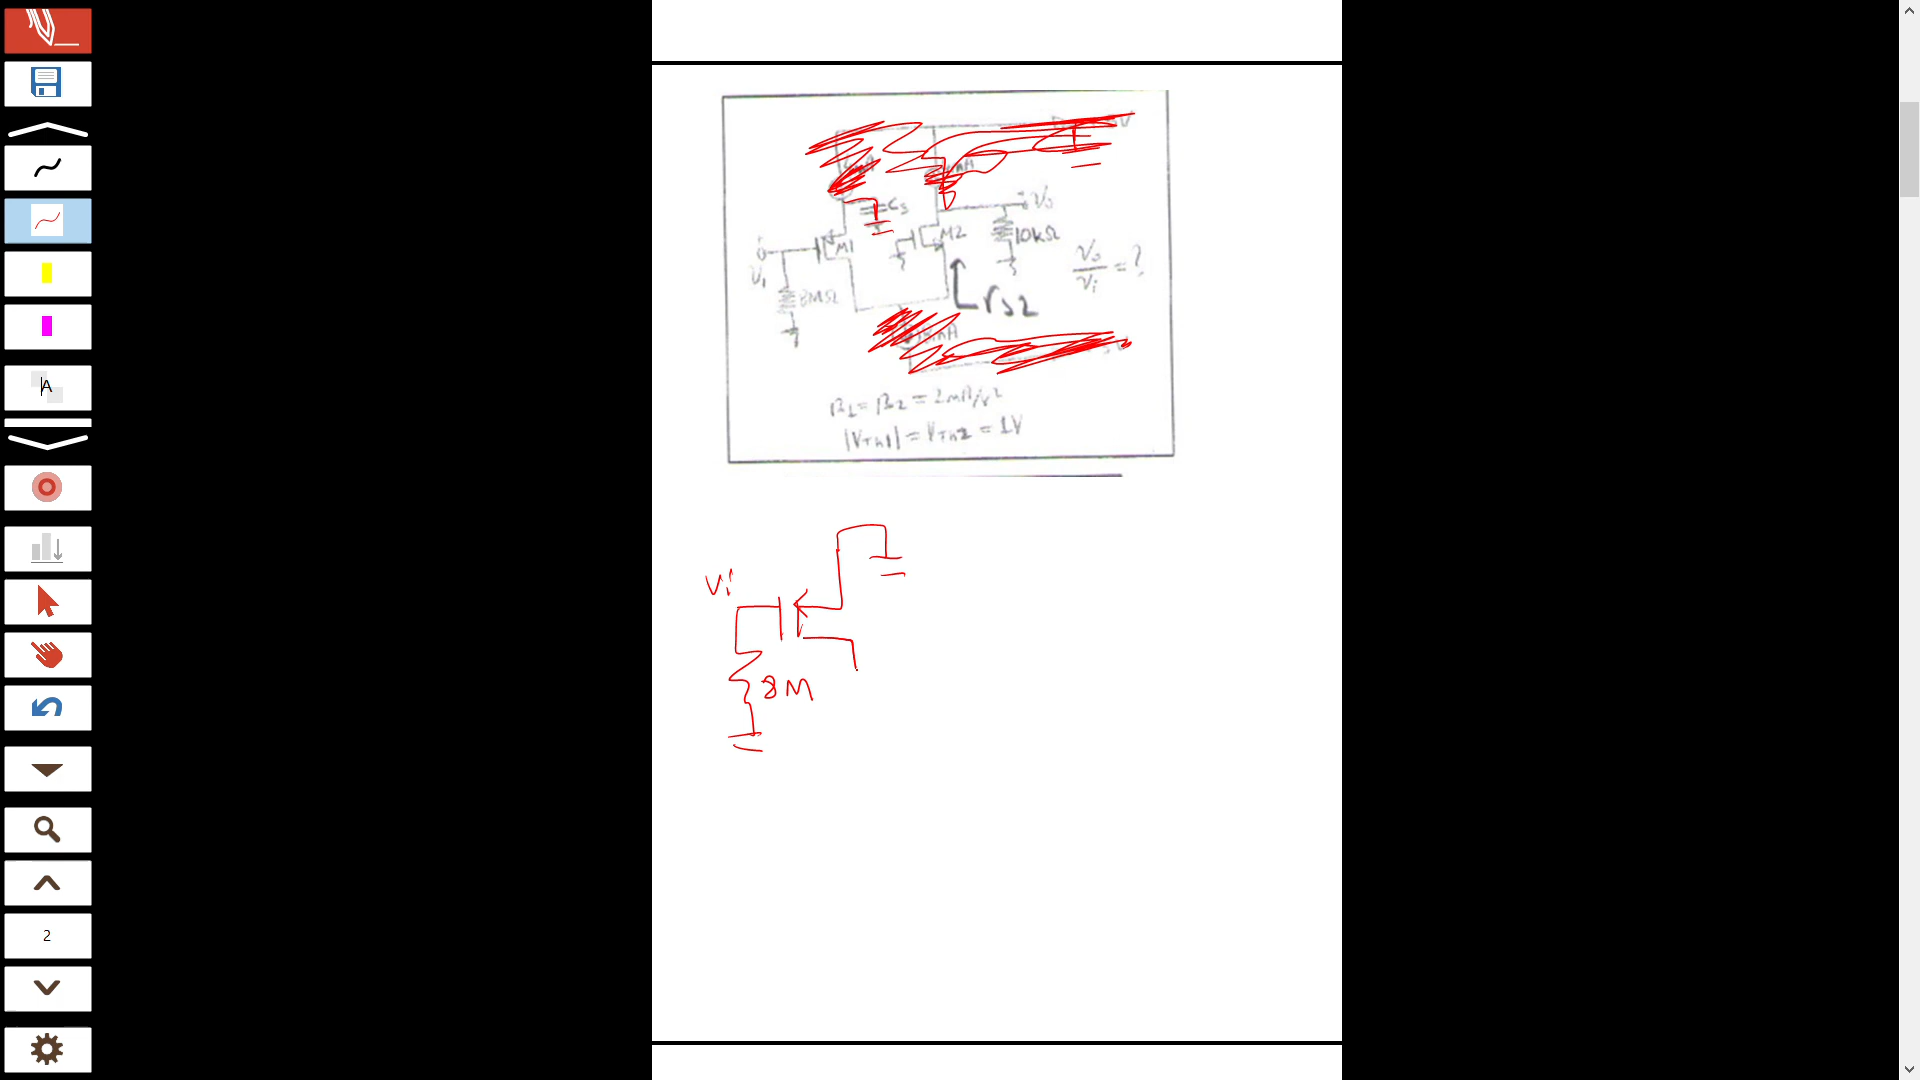 A
Cs
Vo
M1
M2
10kΩ
Vi
8MΩ
Vo/Vi = ?
rs2
β1 = β2 = 2mA/V²
|VTh1| = VTh2 = 1V
Vi
8M
2